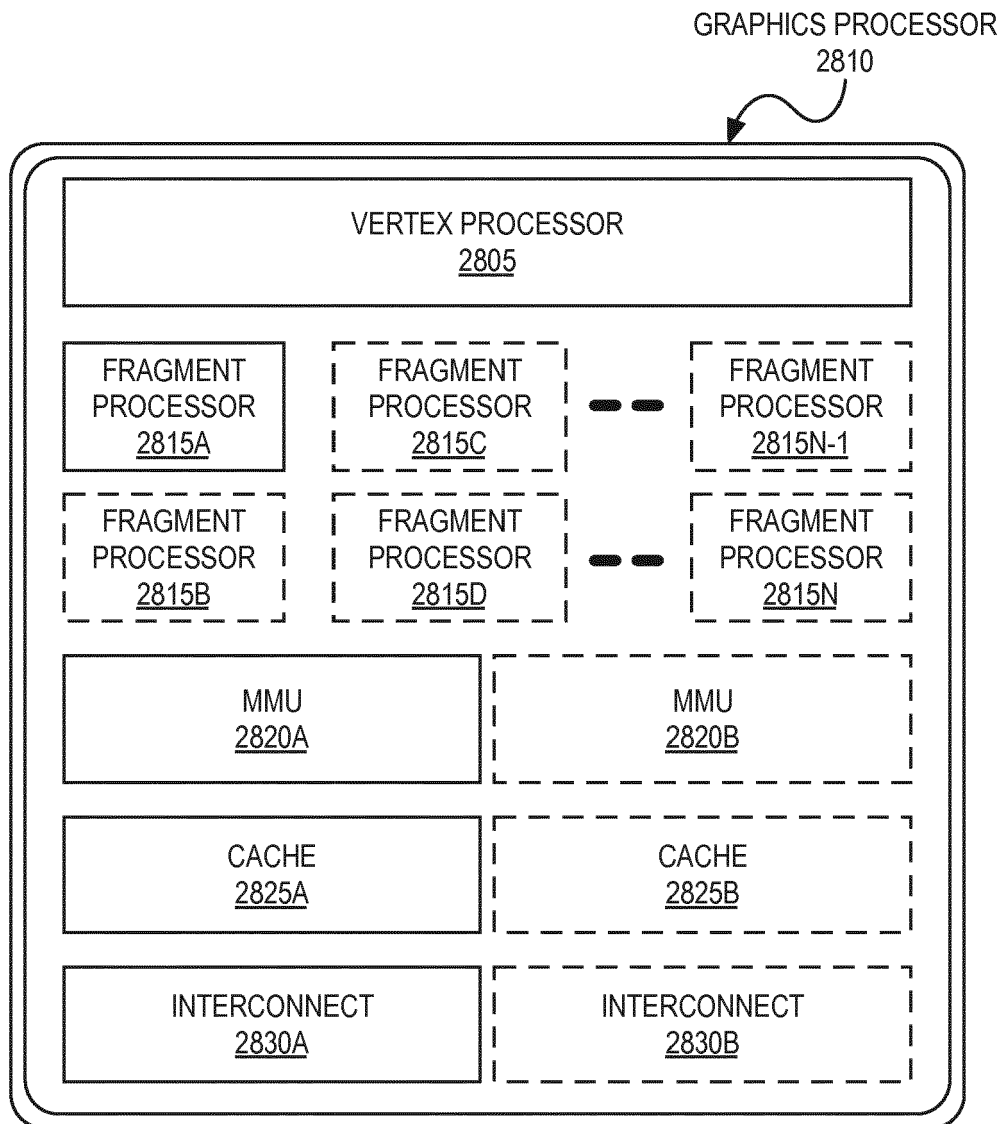 GRAPHICS PROCESSOR
2810
VERTEX PROCESSOR
2805
FRAGMENT
PROCESSOR
2815A
FRAGMENT
PROCESSOR
2815C
FRAGMENT
PROCESSOR
2815N-1
FRAGMENT
PROCESSOR
2815B
FRAGMENT
PROCESSOR
2815D
FRAGMENT
PROCESSOR
2815N
MMU
2820A
MMU
2820B
CACHE
2825A
CACHE
2825B
INTERCONNECT
2830A
INTERCONNECT
2830B